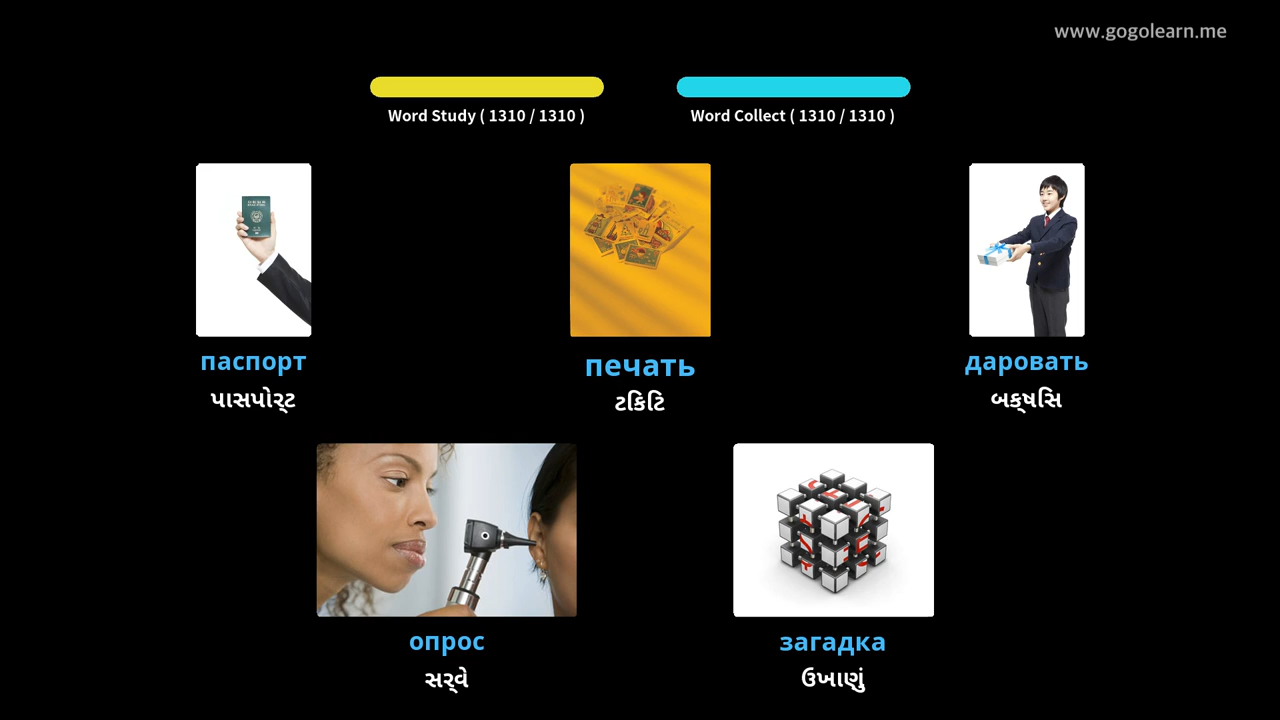 www.gogolearn.me
Word Study ( 1310 / 1310 )
Word Collect ( 1310 / 1310 )
паспорт
પાસપોર્ટ
печать
ટિકિટ
даровать
બક્ષિસ
опрос
સર્વે
загадка
ઉખાણું